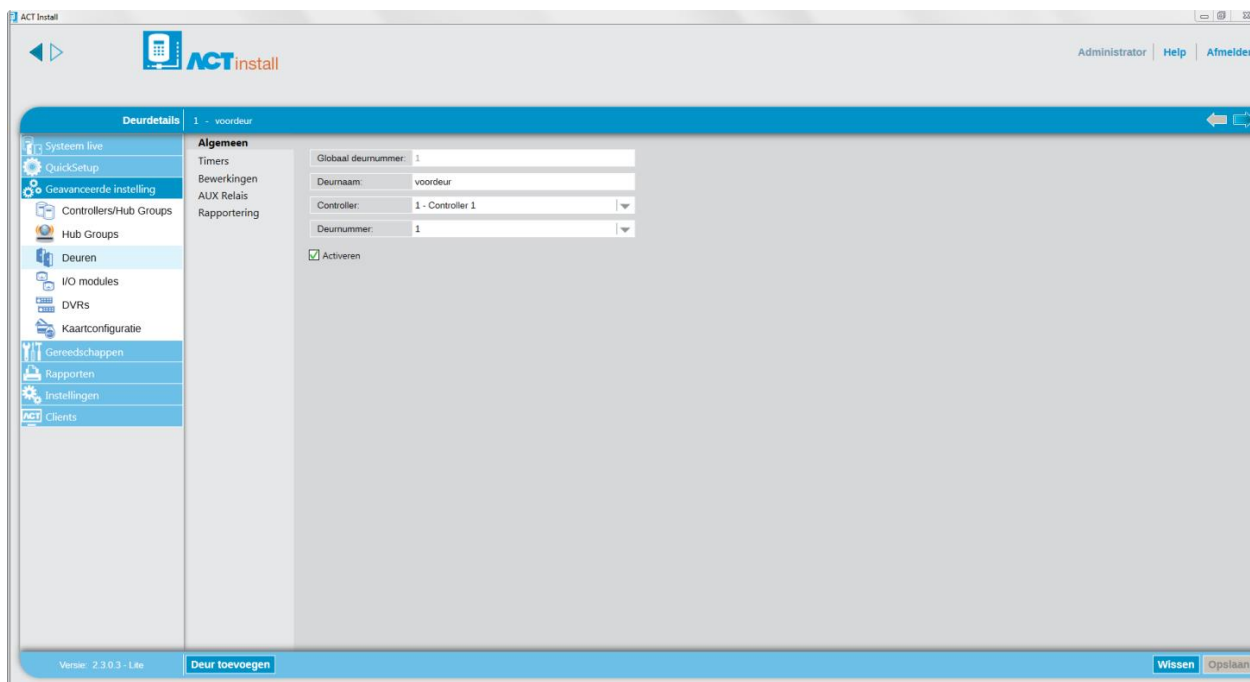 ACT Install
ACTinstall
Administrator Help Afmelden
Deurdetails 1 - voordeur
Systeem live
QuickSetup
Geavanceerde instelling
Controllers/Hub Groups
Hub Groups
Deuren
I/O modules
DVRs
Kaartconfiguratie
Gereedschappen
Rapporten
Instellingen
ACT Clients
Algemeen
Timers
Bewerkingen
AUX Relais
Rapportering
Globaal deurnummer: 1
Deurnaam: voordeur
Controller: 1 - Controller 1
Deurnummer: 1
Activeren
Versie: 2.3.0.3 - Lite
Deur toevoegen
Wissen
Opslaan